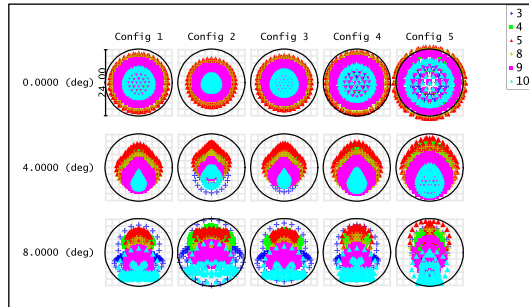 Config 1 Config 2 Config 3 Config 4 Config 5
3
4
5
8
9
10
0.0000 (deg)
24.00
4.0000 (deg)
8.0000 (deg)